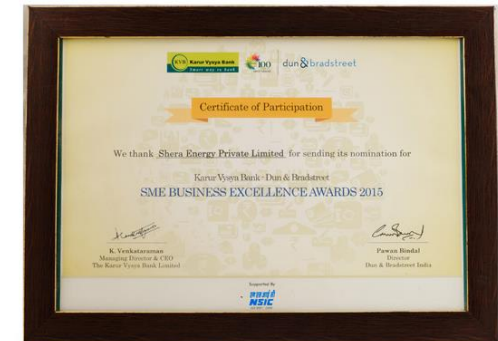 KVB Karur Vysya Bank
Smart way to Bank
100
dun & bradstreet
Certificate of Participation
We thank Shera Energy Private Limited for sending its nomination for
Karur Vysya Bank - Dun & Bradstreet
SME BUSINESS EXCELLENCE AWARDS 2015
K. Venkataraman
Managing Director & CEO
The Karur Vysya Bank Limited
Pawan Bindal
Director
Dun & Bradstreet India
Supported By
NSIC